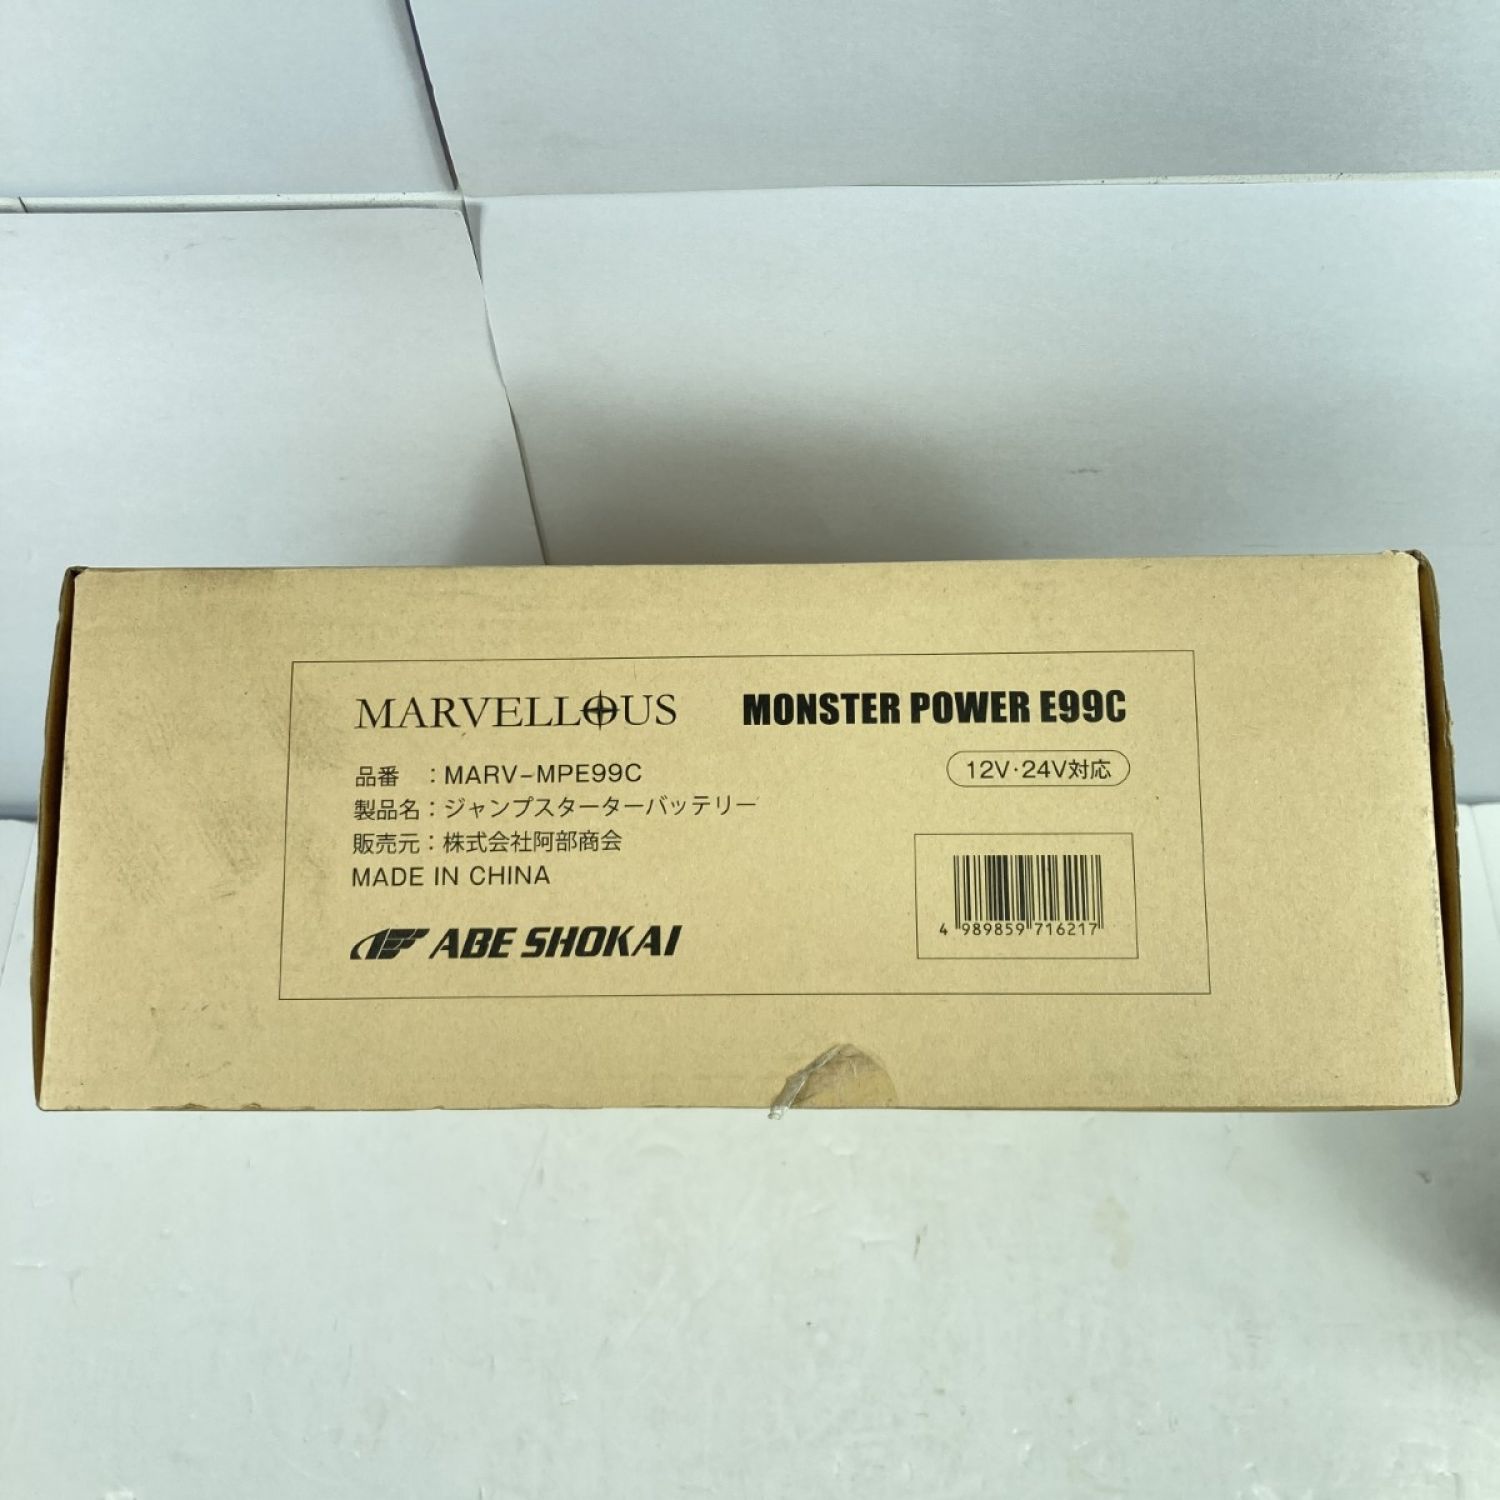 MARVELLOUS MONSTER POWER E99C
品番 ：MARV-MPE99C
12V・24V対応
製品名：ジャンプスターターバッテリー
販売元：株式会社阿部商会
MADE IN CHINA
ABE SHOKAI
4 989859 716217